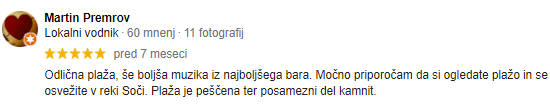 Martin Premrov
Lokalni vodnik · 60 mnenj · 11 fotografij
pred 7 meseci
Odlična plaža, še boljša muzika iz najboljšega bara. Močno priporočam da si ogledate plažo in se
osvežite v reki Soči. Plaža je peščena ter posamezni del kamnit.